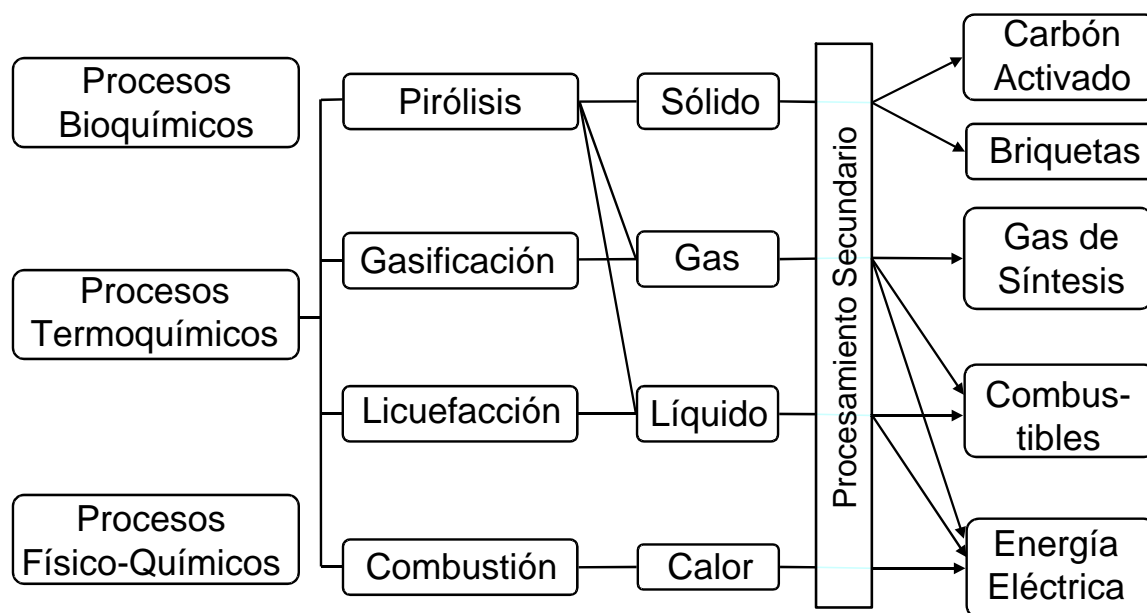 Procesos
Bioquímicos
Procesos
Termoquímicos
Procesos
Físico-Químicos
Pirólisis
Gasificación
Licuefacción
Combustión
Sólido
Gas
Líquido
Calor
Procesamiento Secundario
Carbón
Activado
Briquetas
Gas de
Síntesis
Combus-
tibles
Energía
Eléctrica